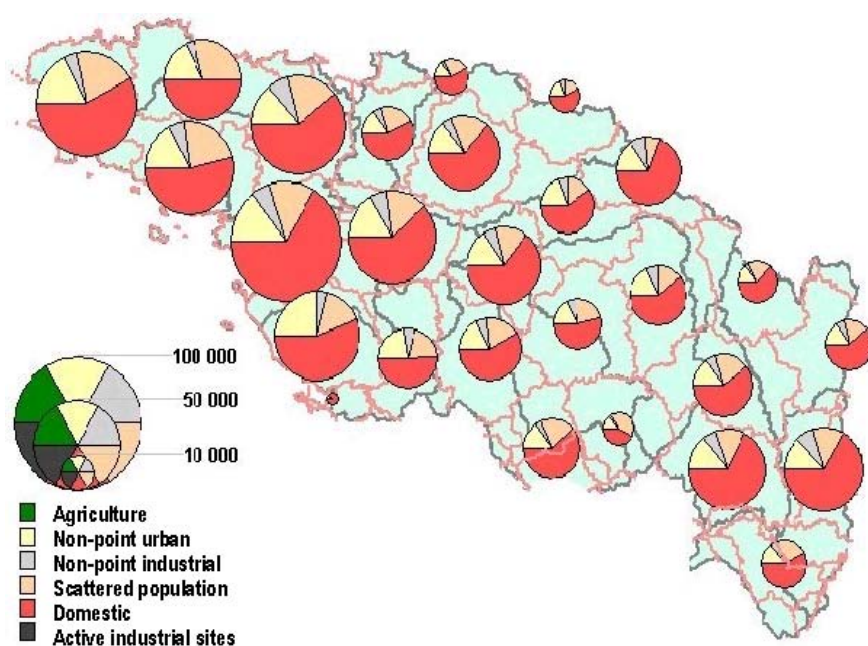 100 000
50 000
10 000
Agriculture
Non-point urban
Non-point industrial
Scattered population
Domestic
Active industrial sites